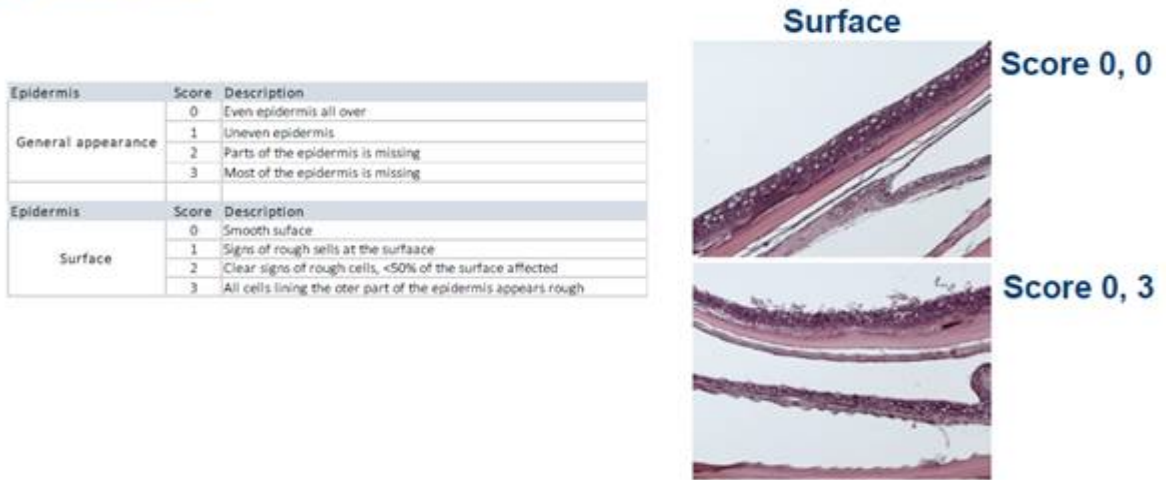 Surface
Score 0, 0
Epidermis Score Description
General appearance
0 Even epidermis all over
1 Uneven epidermis
2 Parts of the epidermis is missing
3 Most of the epidermis is missing
Epidermis Score Description
Surface
0 Smooth suface
1 Signs of rough sells at the surfaace
2 Clear signs of rough cells, <50% of the surface affected
3 All cells lining the oter part of the epidermis appears rough
Score 0, 3